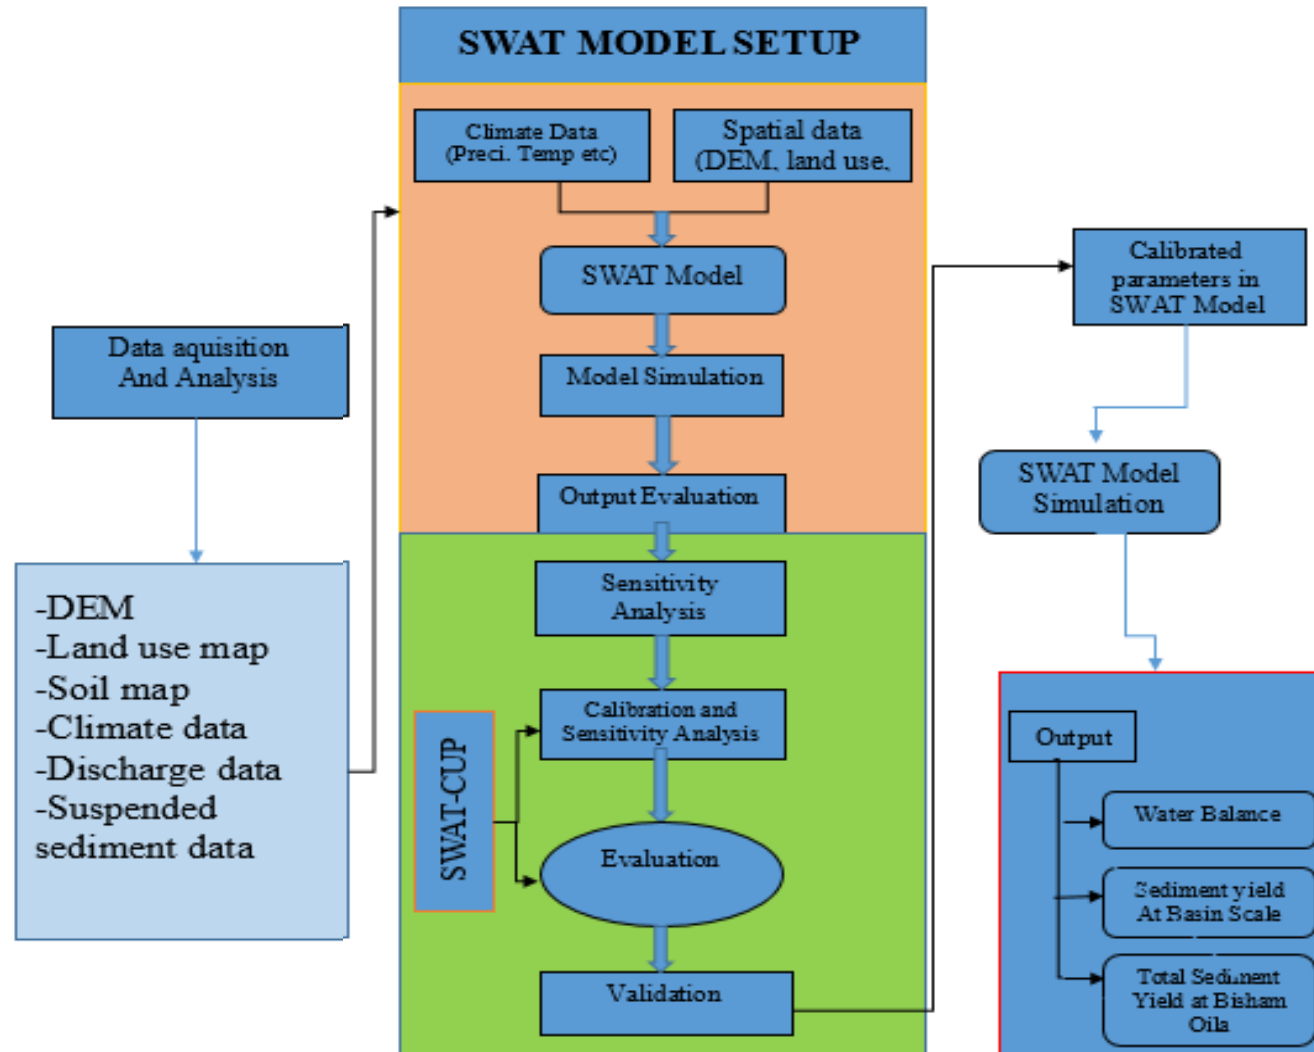 SWAT MODEL SETUP
Climate Data
(Preci. Temp etc)
Spatial data
(DEM, land use,
SWAT Model
Model Simulation
Output Evaluation
Data aquisition
And Analysis
-DEM
-Land use map
-Soil map
-Climate data
-Discharge data
-Suspended
sediment data
Sensitivity
Analysis
Calibration and
Sensitivity Analysis
SWAT-CUP
Evaluation
Validation
Calibrated
parameters in
SWAT Model
SWAT Model
Simulation
Output
Water Balance
Sediment yield
At Basin Scale
Total Sediment
Yield at Bisham
Qila